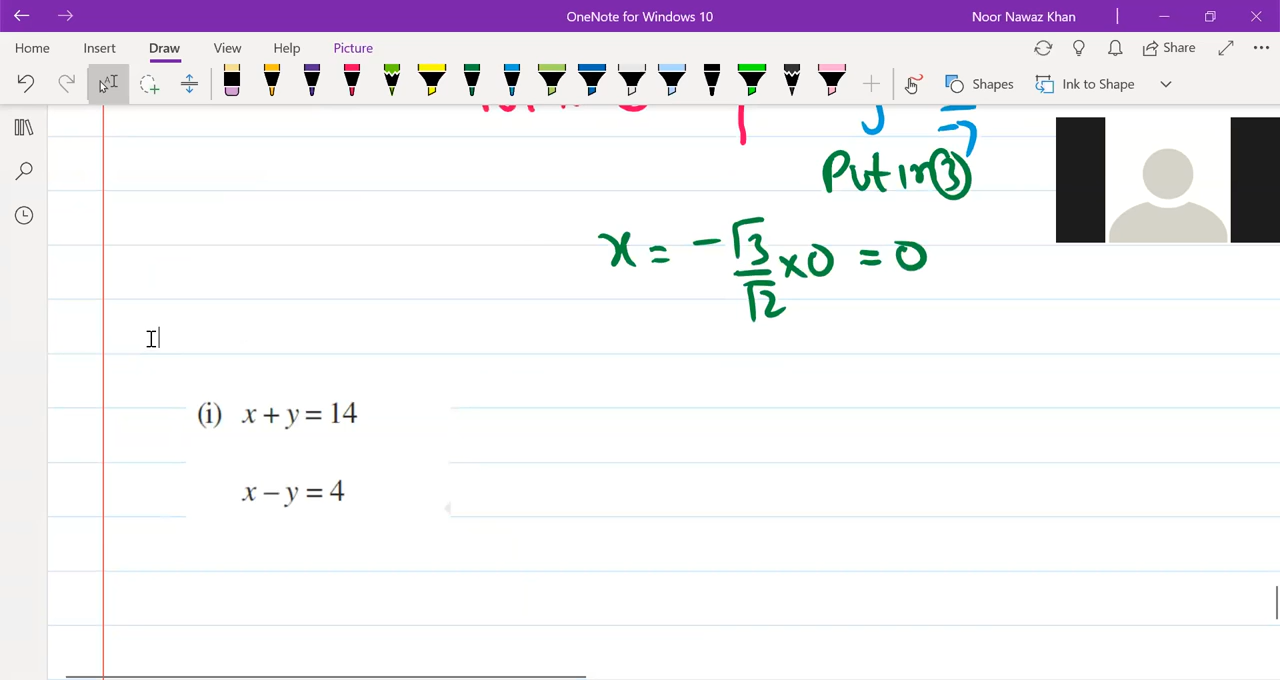 OneNote for Windows 10
Noor Nawaz Khan
Home Insert Draw View Help Picture
Share
Shapes
Ink to Shape
-7
Put in ③
x = -√3/√2 × 0 = 0
(i) x + y = 14
x − y = 4